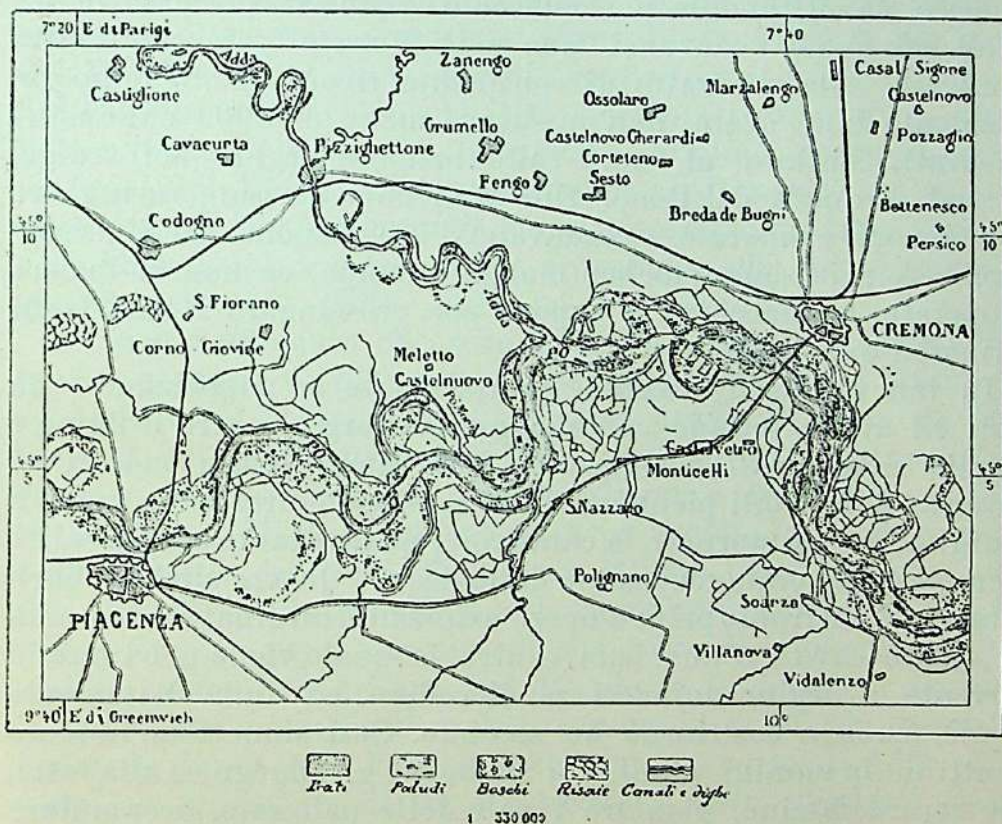 7°20 E di Parigi
7°40
Castiglione
Adda
Zanengo
Marzalengo
Casal Sigone
Castelnovo
Ossolaro
Cavacurta
Pizzighettone
Grumello
Castelnovo Gherardi
Pozzaglio
Corteteno
Fengo
Sesto
Codogno
Breda de Bugni
Bettenesco
Persico
45° 10
45° 10
S. Fiorano
Adda
CREMONA
Corno-Giovine
Meletto
PO
Castelnuovo
Po Morto
PO
Castelvetro
Monticelli
45° 5
45° 5
S. Nazzaro
Polignano
Soarza
PIACENZA
Villanova
Vidalenzo
9°40 E di Greenwich
10°
Prati Paludi Boschi Risaie Canali e dighe
1 330 000